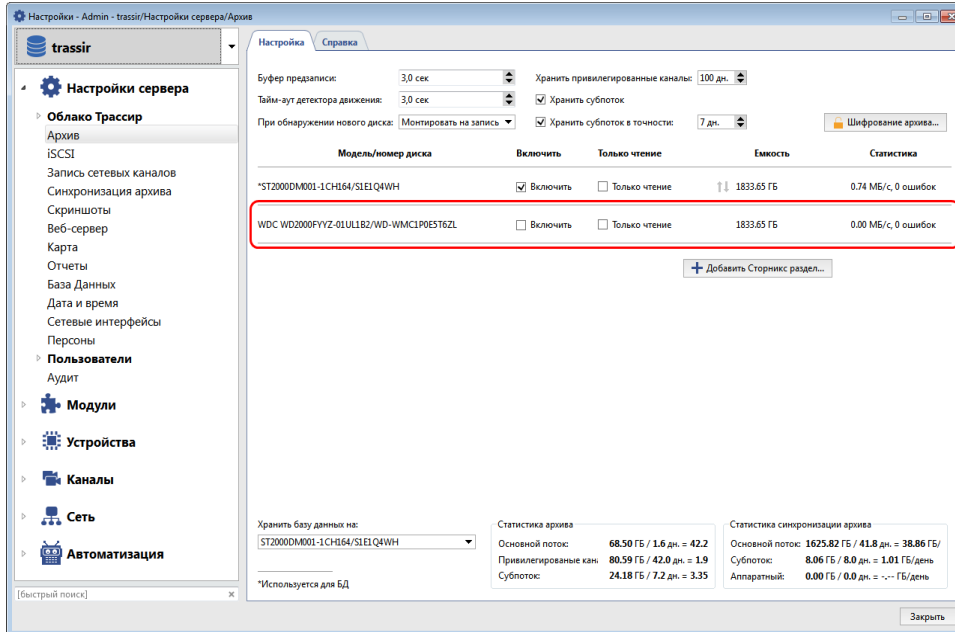 Настройки - Admin - trassir/Настройки сервера/Архив
trassir
Настройки сервера
Облако Трассир
Архив
iSCSI
Запись сетевых каналов
Синхронизация архива
Скриншоты
Веб-сервер
Карта
Отчеты
База Данных
Дата и время
Сетевые интерфейсы
Персоны
Пользователи
Аудит
Модули
Устройства
Каналы
Сеть
Автоматизация
[быстрый поиск]
Настройка Справка
Буфер предзаписи: 3,0 сек Хранить привилегированные каналы: 100 дн.
Тайм-аут детектора движения: 3,0 сек Хранить субпоток
При обнаружении нового диска: Монтировать на запись Хранить субпоток в точности: 7 дн. Шифрование архива...
Модель/номер диска Включить Только чтение Емкость Статистика
*ST2000DM001-1CH164/S1E1Q4WH Включить Только чтение 1833.65 ГБ 0.74 МБ/с, 0 ошибок
WDC WD2000FYYZ-01UL1B2/WD-WMC1P0E5T6ZL Включить Только чтение 1833.65 ГБ 0.00 МБ/с, 0 ошибок
Добавить Сторникс раздел...
Хранить базу данных на:
ST2000DM001-1CH164/S1E1Q4WH
*Используется для БД
Статистика архива
Основной поток: 68.50 ГБ / 1.6 дн. = 42.2
Привилегированые кан 80.59 ГБ / 42.0 дн. = 1.9
Субпоток: 24.18 ГБ / 7.2 дн. = 3.35
Статистика синхронизации архива
Основной поток: 1625.82 ГБ / 41.8 дн. = 38.86 ГБ/
Субпоток: 8.06 ГБ / 8.0 дн. = 1.01 ГБ/день
Аппаратный: 0.00 ГБ / 0.0 дн. = -.-- ГБ/день
Закрыть